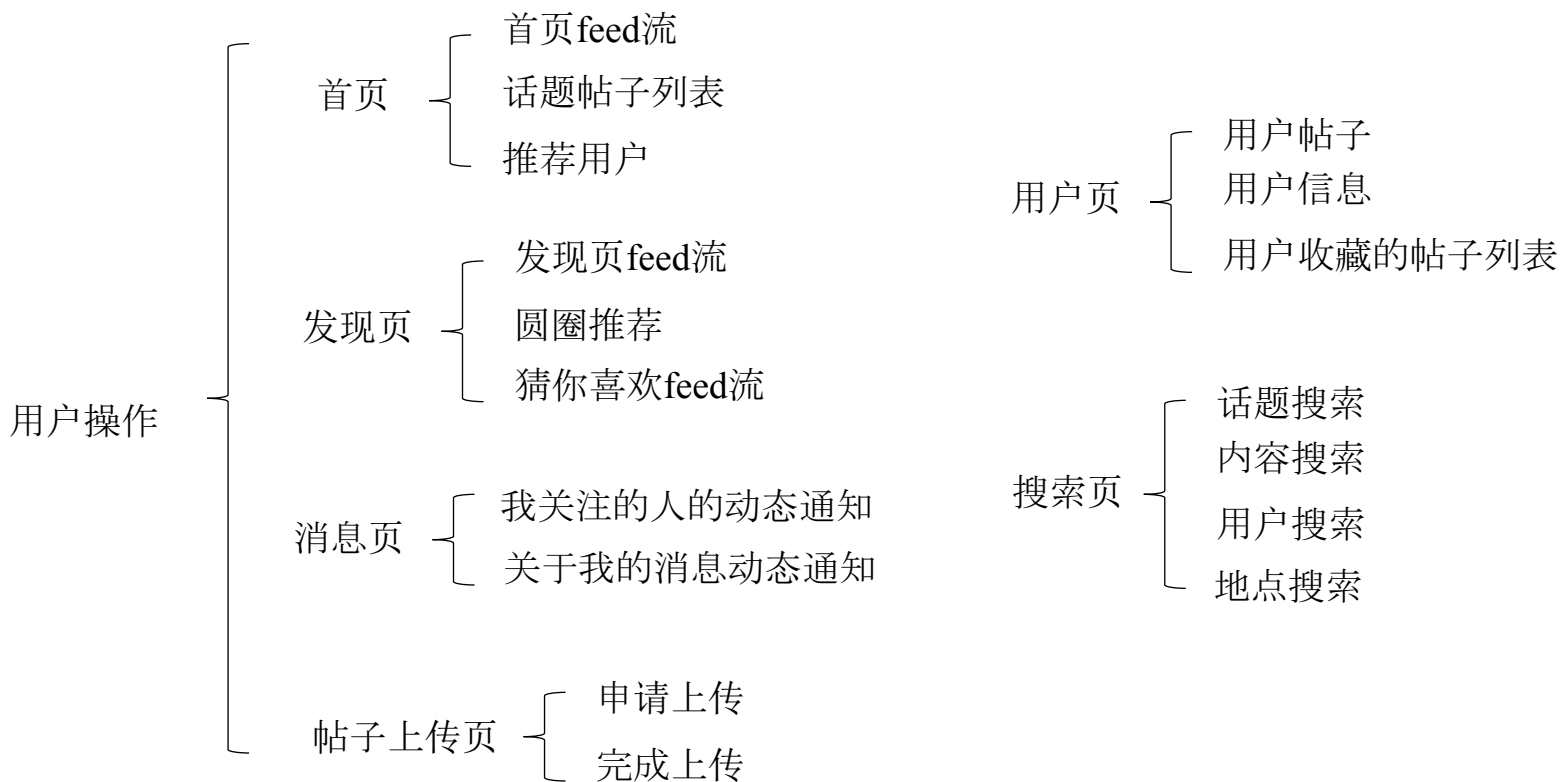 用户操作
首页
首页feed流
话题帖子列表
推荐用户
发现页
发现页feed流
圆圈推荐
猜你喜欢feed流
消息页
我关注的人的动态通知
关于我的消息动态通知
帖子上传页
申请上传
完成上传
用户页
用户帖子
用户信息
用户收藏的帖子列表
搜索页
话题搜索
内容搜索
用户搜索
地点搜索